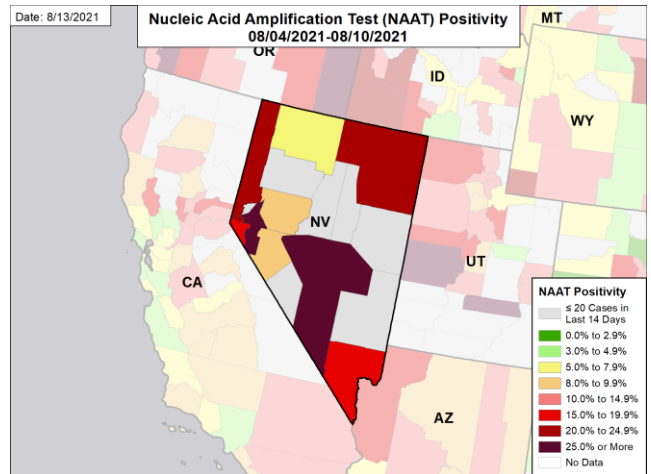 Date: 8/13/2021
Nucleic Acid Amplification Test (NAAT) Positivity
08/04/2021-08/10/2021
MT
OR
ID
WY
NV
UT
CA
AZ
NAAT Positivity
≤ 20 Cases in
Last 14 Days
0.0% to 2.9%
3.0% to 4.9%
5.0% to 7.9%
8.0% to 9.9%
10.0% to 14.9%
15.0% to 19.9%
20.0% to 24.9%
25.0% or More
No Data